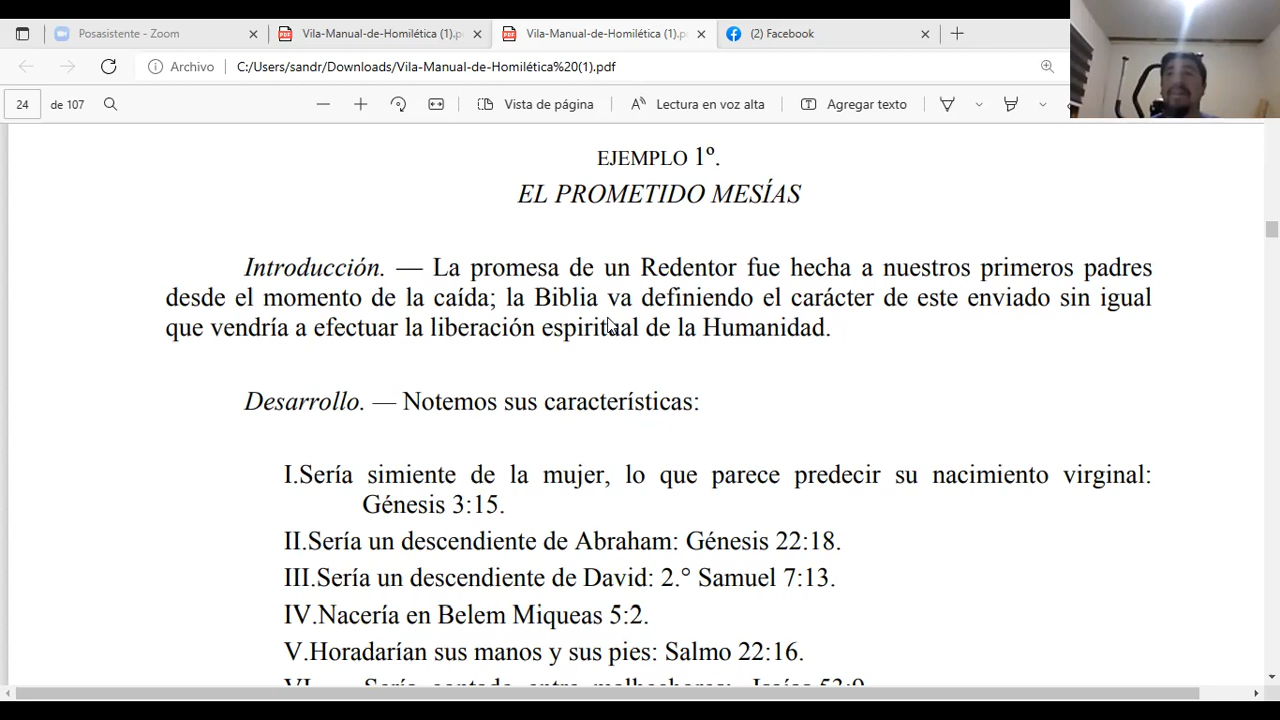 Posasistente - Zoom
Vila-Manual-de-Homilética (1).p
Vila-Manual-de-Homilética (1).p
(2) Facebook
Archivo C:/Users/sandr/Downloads/Vila-Manual-de-Homilética%20(1).pdf
24 de 107 Vista de página Lectura en voz alta Agregar texto
EJEMPLO 1º.
EL PROMETIDO MESÍAS
Introducción. — La promesa de un Redentor fue hecha a nuestros primeros padres
desde el momento de la caída; la Biblia va definiendo el carácter de este enviado sin igual
que vendría a efectuar la liberación espiritual de la Humanidad.
Desarrollo. — Notemos sus características:
I.Sería simiente de la mujer, lo que parece predecir su nacimiento virginal:
Génesis 3:15.
II.Sería un descendiente de Abraham: Génesis 22:18.
III.Sería un descendiente de David: 2.° Samuel 7:13.
IV.Nacería en Belem Miqueas 5:2.
V.Horadarían sus manos y sus pies: Salmo 22:16.